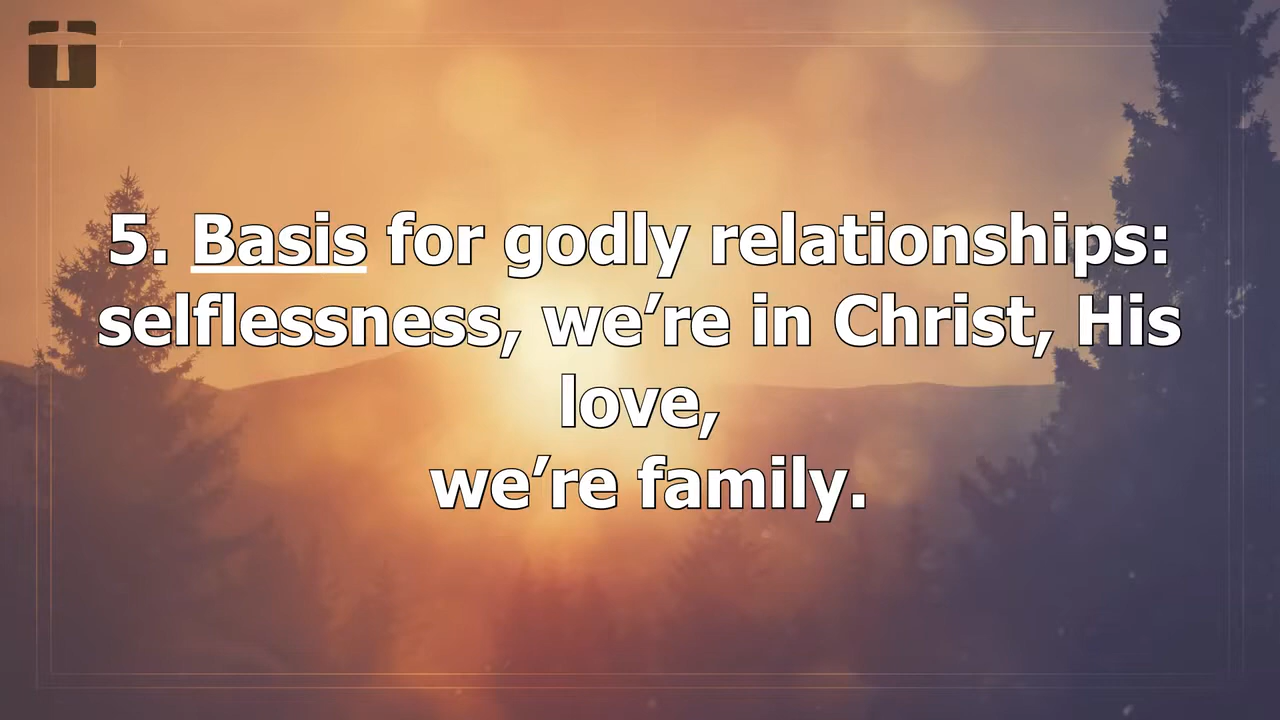 5. Basis for godly relationships:
selflessness, we’re in Christ, His
love,
we’re family.